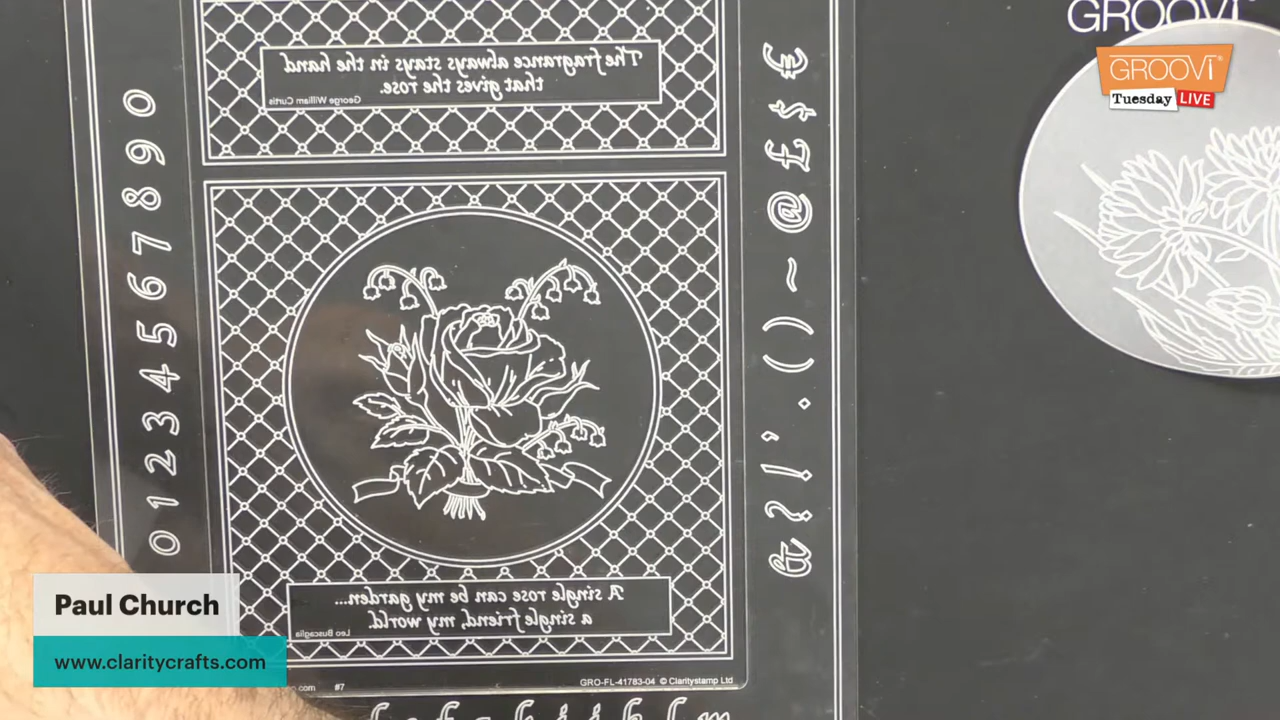 GROOVI
GROOVI®
Tuesday LIVE
The fragrance always stays in the hand
that gives the rose.
George William Curtis
0 1 2 3 4 5 6 7 8 9 0
€ $ £ @ ~ ( ) . ' ! ? &
A single rose can be my garden...
a single friend, my world.
Leo Buscaglia
.com #7 GRO-FL-41783-04 © Claritystamp Ltd
Paul Church
www.claritycrafts.com